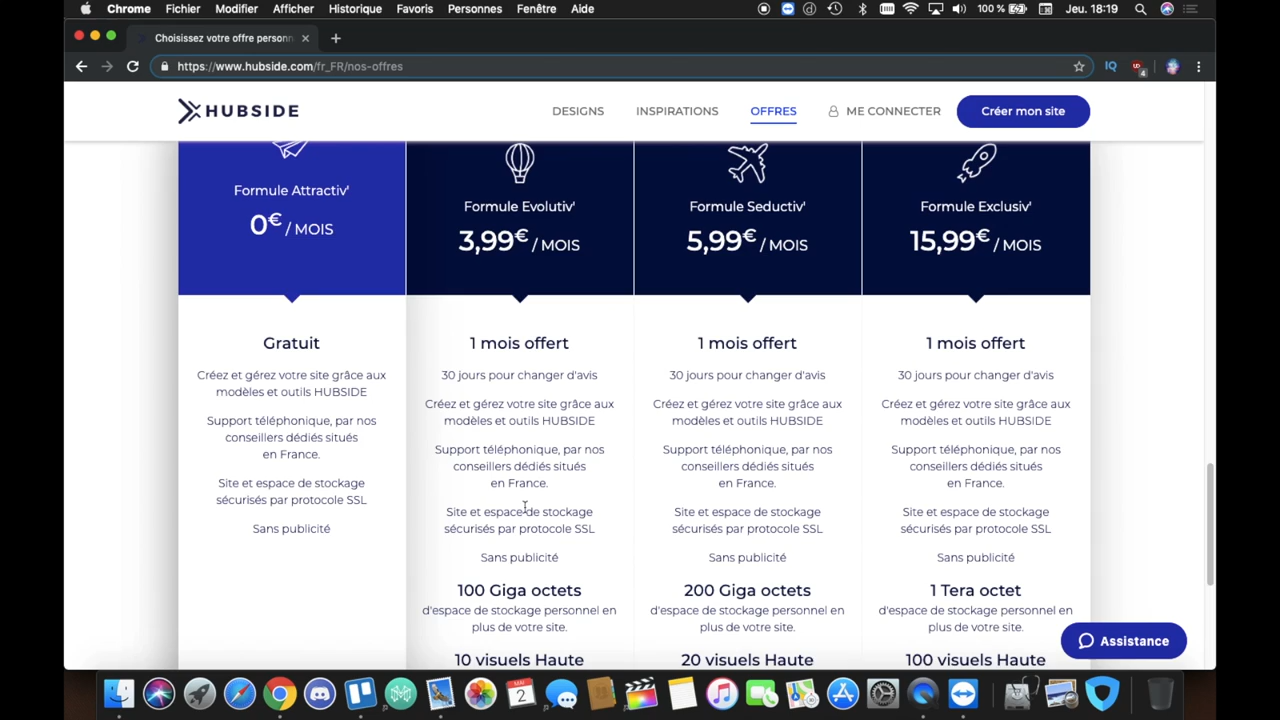 Chrome Fichier Modifier Afficher Historique Favoris Personnes Fenêtre Aide 100 % Jeu. 18:19
Choisissez votre offre personn
https://www.hubside.com/fr_FR/nos-offres
IQ
4
HUBSIDE
DESIGNS INSPIRATIONS OFFRES ME CONNECTER Créer mon site
Formule Attractiv'
0€ / MOIS
Gratuit
Créez et gérez votre site grâce aux
modèles et outils HUBSIDE
Support téléphonique, par nos
conseillers dédiés situés
en France.
Site et espace de stockage
sécurisés par protocole SSL
Sans publicité
Formule Evolutiv'
3,99€ / MOIS
1 mois offert
30 jours pour changer d'avis
Créez et gérez votre site grâce aux
modèles et outils HUBSIDE
Support téléphonique, par nos
conseillers dédiés situés
en France.
Site et espace de stockage
sécurisés par protocole SSL
Sans publicité
100 Giga octets
d'espace de stockage personnel en
plus de votre site.
10 visuels Haute
Formule Seductiv'
5,99€ / MOIS
1 mois offert
30 jours pour changer d'avis
Créez et gérez votre site grâce aux
modèles et outils HUBSIDE
Support téléphonique, par nos
conseillers dédiés situés
en France.
Site et espace de stockage
sécurisés par protocole SSL
Sans publicité
200 Giga octets
d'espace de stockage personnel en
plus de votre site.
20 visuels Haute
Formule Exclusiv'
15,99€ / MOIS
1 mois offert
30 jours pour changer d'avis
Créez et gérez votre site grâce aux
modèles et outils HUBSIDE
Support téléphonique, par nos
conseillers dédiés situés
en France.
Site et espace de stockage
sécurisés par protocole SSL
Sans publicité
1 Tera octet
d'espace de stockage personnel en
plus de votre site.
100 visuels Haute
Assistance
MAI
2